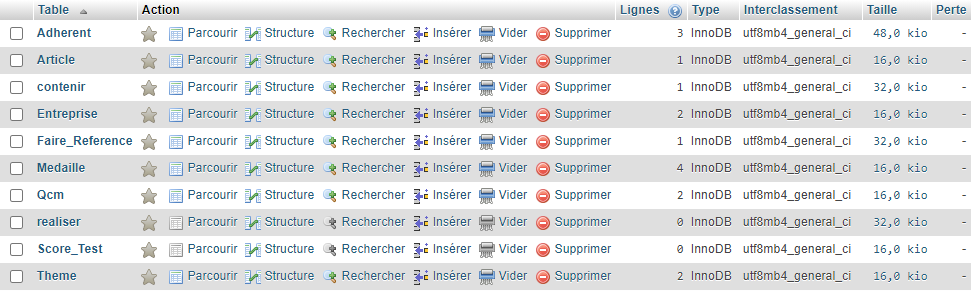 Table Action Lignes Type Interclassement Taille Perte
Adherent Parcourir Structure Rechercher Insérer Vider Supprimer 3 InnoDB utf8mb4_general_ci 48,0 kio -
Article Parcourir Structure Rechercher Insérer Vider Supprimer 1 InnoDB utf8mb4_general_ci 16,0 kio -
contenir Parcourir Structure Rechercher Insérer Vider Supprimer 1 InnoDB utf8mb4_general_ci 32,0 kio -
Entreprise Parcourir Structure Rechercher Insérer Vider Supprimer 2 InnoDB utf8mb4_general_ci 16,0 kio -
Faire_Reference Parcourir Structure Rechercher Insérer Vider Supprimer 1 InnoDB utf8mb4_general_ci 32,0 kio -
Medaille Parcourir Structure Rechercher Insérer Vider Supprimer 4 InnoDB utf8mb4_general_ci 16,0 kio -
Qcm Parcourir Structure Rechercher Insérer Vider Supprimer 2 InnoDB utf8mb4_general_ci 16,0 kio -
realiser Parcourir Structure Rechercher Insérer Vider Supprimer 0 InnoDB utf8mb4_general_ci 32,0 kio -
Score_Test Parcourir Structure Rechercher Insérer Vider Supprimer 0 InnoDB utf8mb4_general_ci 16,0 kio -
Theme Parcourir Structure Rechercher Insérer Vider Supprimer 2 InnoDB utf8mb4_general_ci 16,0 kio -